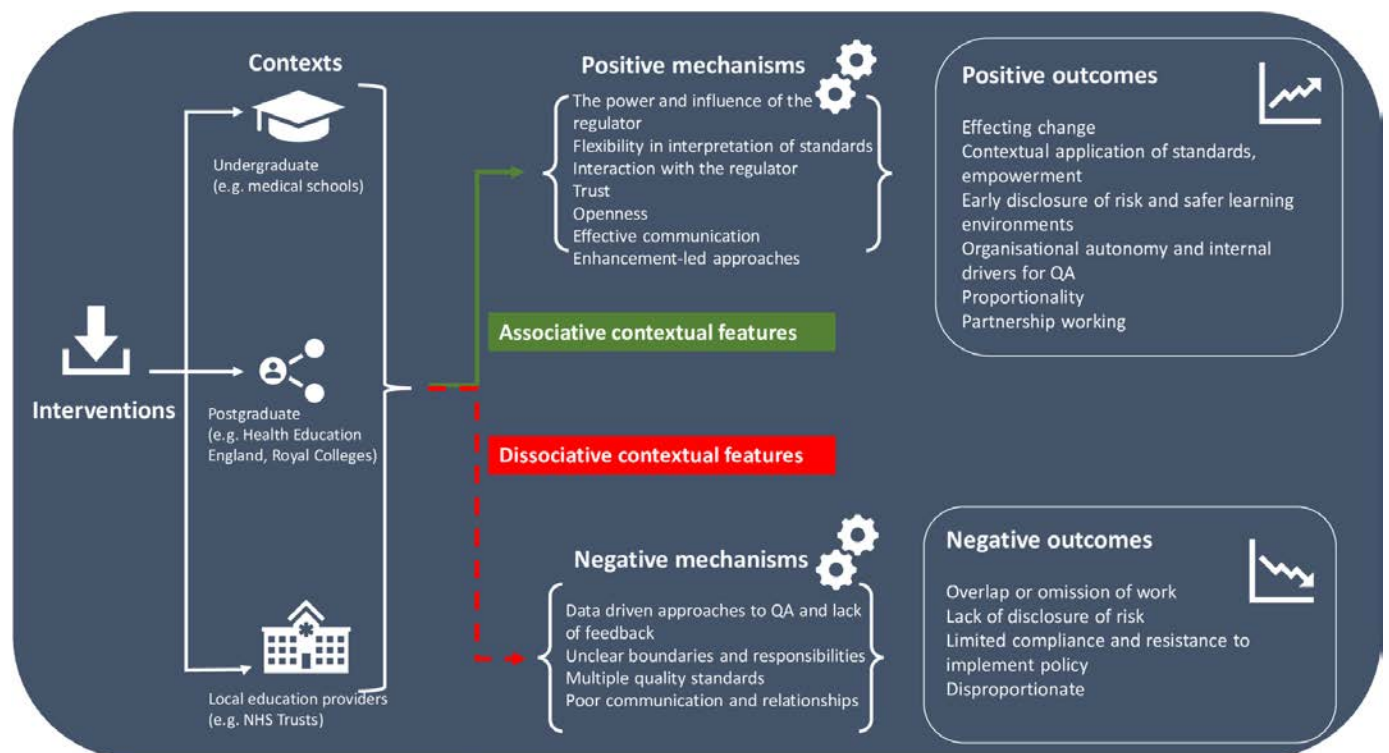 Contexts
Undergraduate
(e.g. medical schools)
Interventions
Postgraduate
(e.g. Health Education
England, Royal Colleges)
Local education providers
(e.g. NHS Trusts)
Positive mechanisms
The power and influence of the
regulator
Flexibility in interpretation of standards
Interaction with the regulator
Trust
Openness
Effective communication
Enhancement-led approaches
Positive outcomes
Effecting change
Contextual application of standards,
empowerment
Early disclosure of risk and safer learning
environments
Organisational autonomy and internal
drivers for QA
Proportionality
Partnership working
Associative contextual features
Dissociative contextual features
Negative mechanisms
Data driven approaches to QA and lack
of feedback
Unclear boundaries and responsibilities
Multiple quality standards
Poor communication and relationships
Negative outcomes
Overlap or omission of work
Lack of disclosure of risk
Limited compliance and resistance to
implement policy
Disproportionate